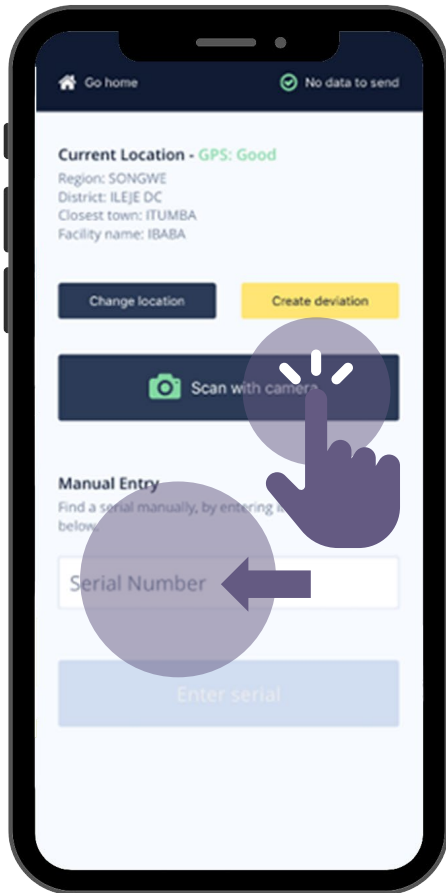 Go home
No data to send
Current Location - GPS: Good
Region: SONGWE
District: ILEJE DC
Closest town: ITUMBA
Facility name: IBABA
Change location
Create deviation
Scan with camera
Manual Entry
Find a serial manually, by entering
below.
Serial Number
Enter serial